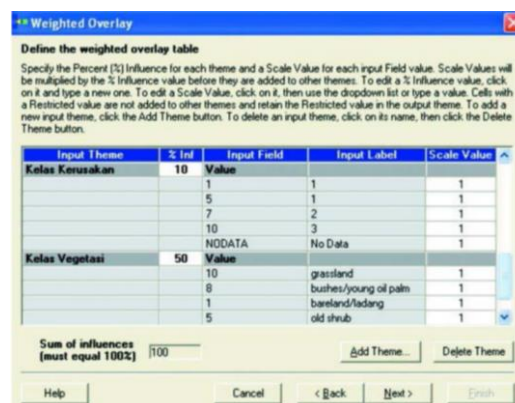 Weighted Overlay
Define the weighted overlay table
Specify the Percent (%) Influence for each theme and a Scale Value for each input Field value. Scale Values will
be multiplied by the % Influence value before they are added to other themes. To edit a % Influence value, click
on it and type a new one. To edit a Scale Value, click on it, then use the dropdown list or type a value. Cells with
a Restricted value are not added to other themes and retain the Restricted value in the output theme. To add a
new input theme, click the Add Theme button. To delete an input theme, click on its name, then click the Delete
Theme button.
Input Theme % Inf Input Field Input Label Scale Value
Kelas Kerusakan 10 Value
1 1 1
5 1 1
7 2 1
10 3 1
NODATA No Data 1
Kelas Vegetasi 50 Value
10 grassland 1
8 bushes/young oil palm 1
1 bareland/ladang 1
5 old shrub 1
Sum of influences
(must equal 100%) 100
Add Theme... Delete Theme
Help Cancel < Back Next > Finish